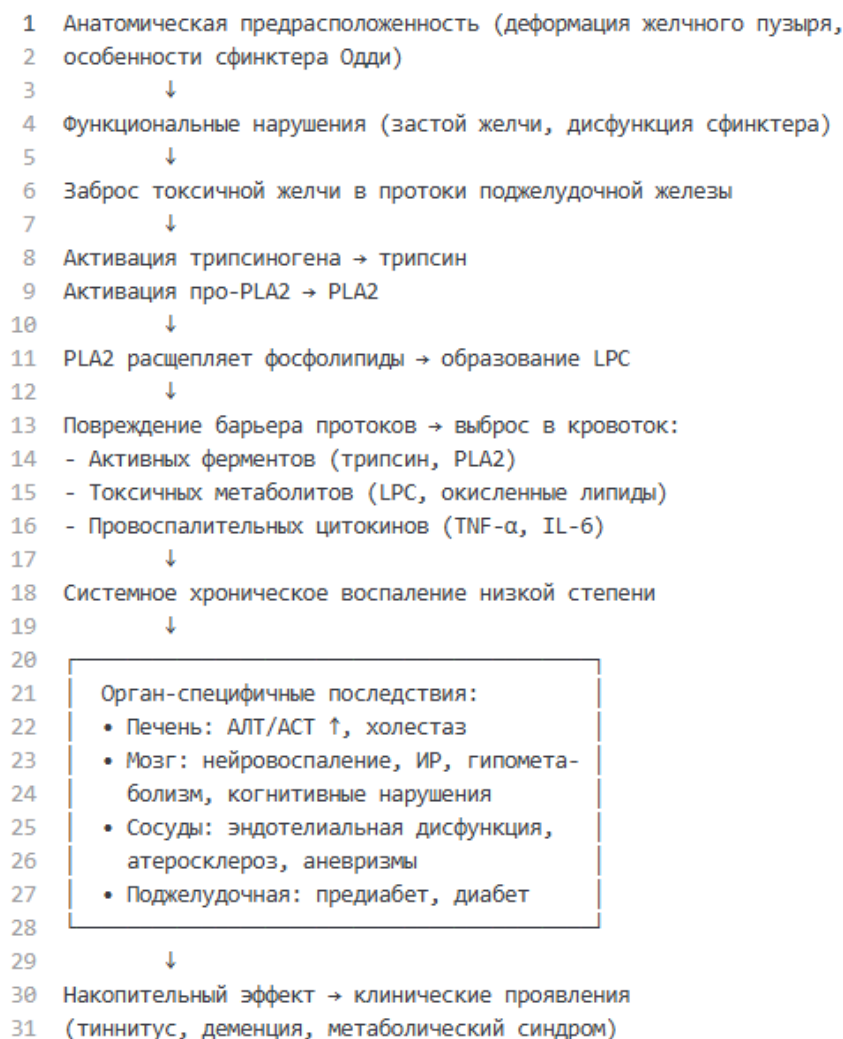 1 Анатомическая предрасположенность (деформация желчного пузыря,
2 особенности сфинктера Одди)
3 ↓
4 Функциональные нарушения (застой желчи, дисфункция сфинктера)
5 ↓
6 Заброс токсичной желчи в протоки поджелудочной железы
7 ↓
8 Активация трипсиногена → трипсин
9 Активация про-PLA2 → PLA2
10 ↓
11 PLA2 расщепляет фосфолипиды → образование LPC
12 ↓
13 Повреждение барьера протоков → выброс в кровоток:
14 - Активных ферментов (трипсин, PLA2)
15 - Токсичных метаболитов (LPC, окисленные липиды)
16 - Провоспалительных цитокинов (TNF-α, IL-6)
17 ↓
18 Системное хроническое воспаление низкой степени
19 ↓
20
21 Орган-специфичные последствия:
22 • Печень: АЛТ/АСТ ↑, холестаз
23 • Мозг: нейровоспаление, ИР, гипомета-
24 болизм, когнитивные нарушения
25 • Сосуды: эндотелиальная дисфункция,
26 атеросклероз, аневризмы
27 • Поджелудочная: предиабет, диабет
28
29 ↓
30 Накопительный эффект → клинические проявления
31 (тиннитус, деменция, метаболический синдром)